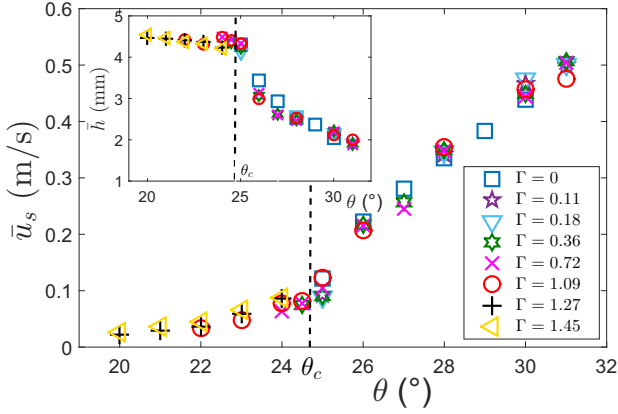 0.6
0.5
0.4
0.3
0.2
0.1
0
ū_s (m/s)
20 22 24 26 28 30 32
θ_c
θ (°)
5
4
3
2
1
h̄ (mm)
20 25 30
θ_c
θ (°)
Γ = 0
Γ = 0.11
Γ = 0.18
Γ = 0.36
Γ = 0.72
Γ = 1.09
Γ = 1.27
Γ = 1.45